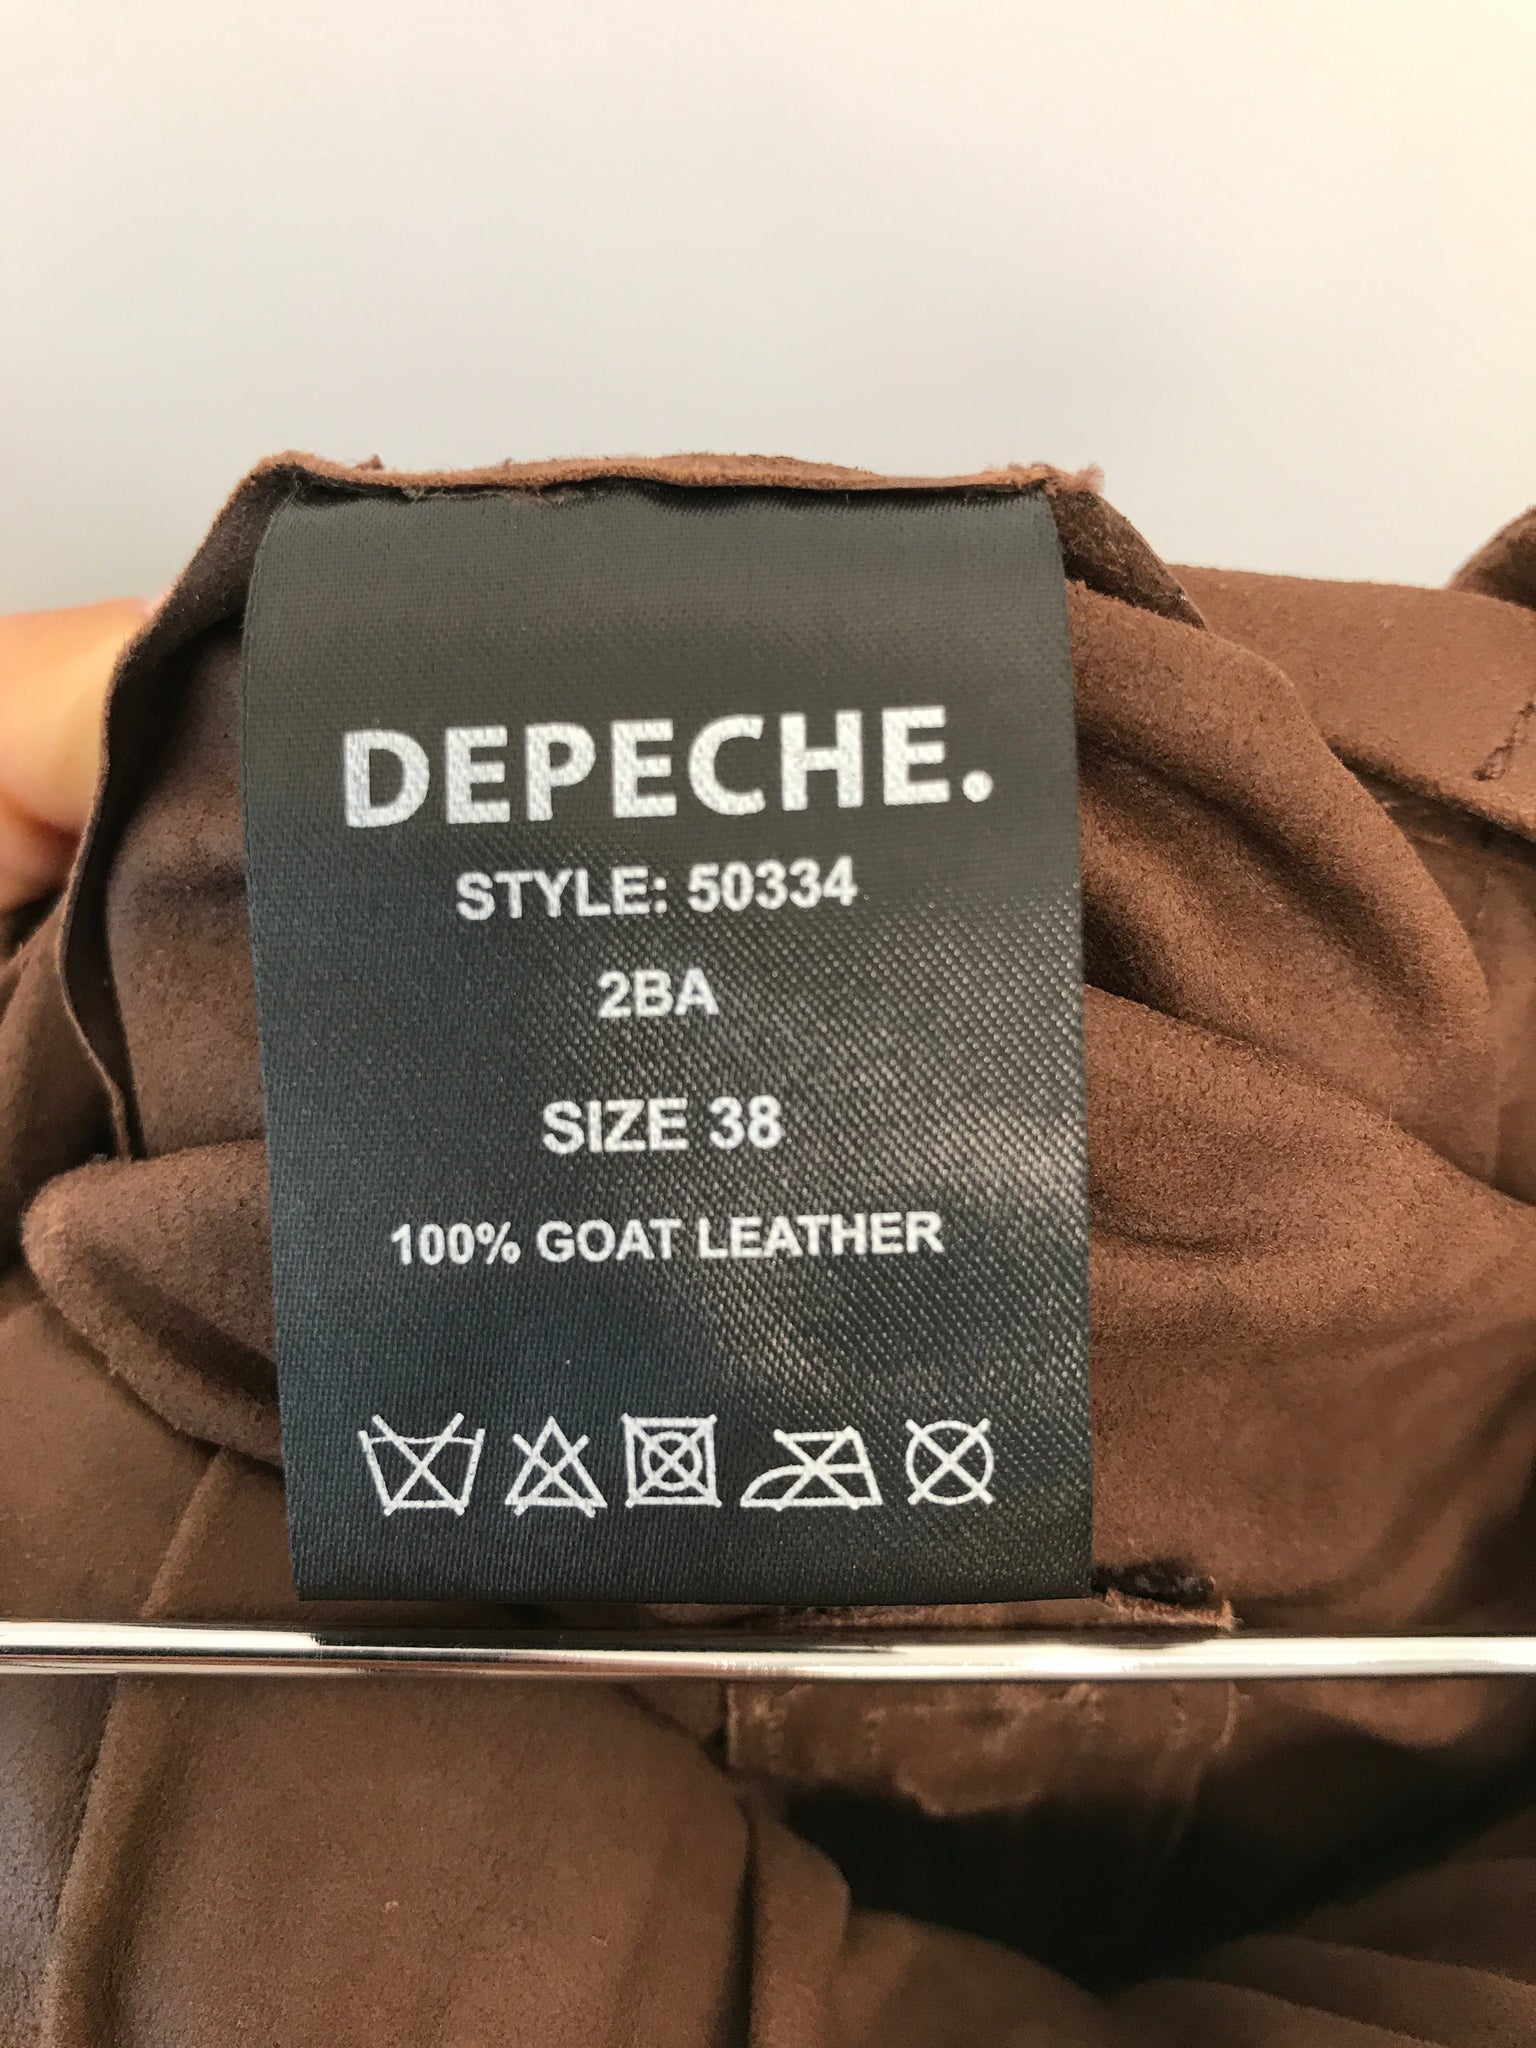 DEPECHE.
STYLE: 50334
2BA
SIZE 38
100% GOAT LEATHER